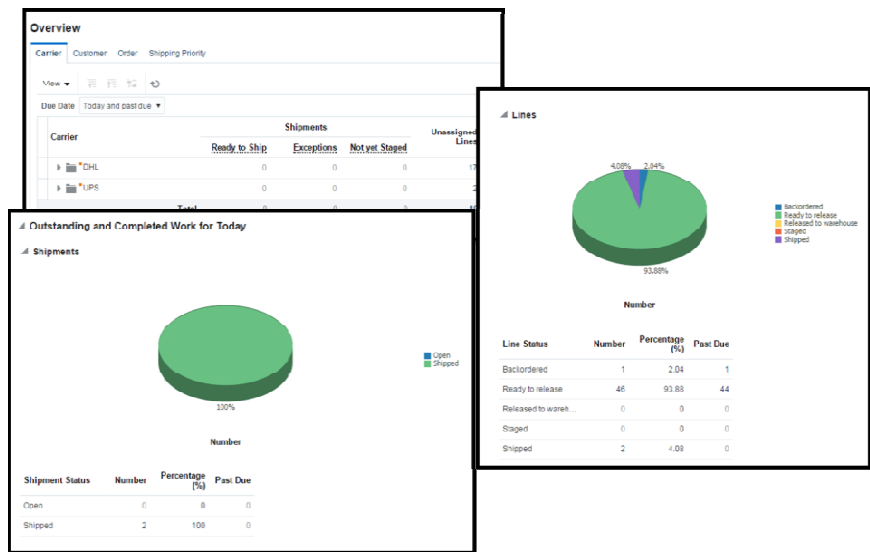 Overview
Carrier Customer Order Shipping Priority
View
Due Date Today and past due
Carrier Shipments Unassigned Lines
Ready to Ship Exceptions Not yet Staged
DHL 0 0 0 17
UPS 0 0 0 2
Total
Outstanding and Completed Work for Today
Shipments
100%
Open
Shipped
Number
Shipment Status Number Percentage (%) Past Due
Open 0 0 0
Shipped 2 100 0
Lines
4.08% 2.04%
93.88%
Backordered
Ready to release
Released to warehouse
Staged
Shipped
Number
Line Status Number Percentage (%) Past Due
Backordered 1 2.04 1
Ready to release 46 93.88 44
Released to wareh... 0 0 0
Staged 0 0 0
Shipped 2 4.08 0